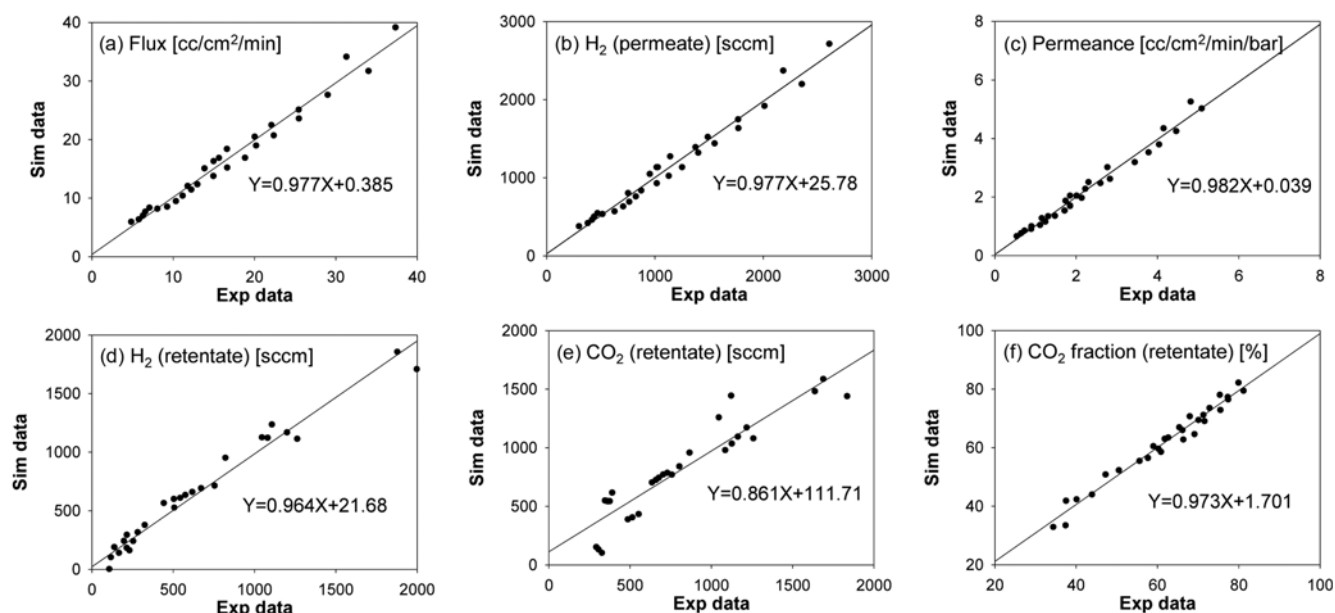 (a) Flux [cc/cm²/min]
Sim data
40
30
20
10
0
Y=0.977X+0.385
0 10 20 30 40
Exp data
(b) H₂ (permeate) [sccm]
Sim data
3000
2000
1000
0
Y=0.977X+25.78
0 1000 2000 3000
Exp data
(c) Permeance [cc/cm²/min/bar]
Sim data
8
6
4
2
0
Y=0.982X+0.039
0 2 4 6 8
Exp data
(d) H₂ (retentate) [sccm]
Sim data
2000
1500
1000
500
0
Y=0.964X+21.68
0 500 1000 1500 2000
Exp data
(e) CO₂ (retentate) [sccm]
Sim data
2000
1500
1000
500
0
Y=0.861X+111.71
0 500 1000 1500 2000
Exp data
(f) CO₂ fraction (retentate) [%]
Sim data
100
80
60
40
20
Y=0.973X+1.701
20 40 60 80 100
Exp data